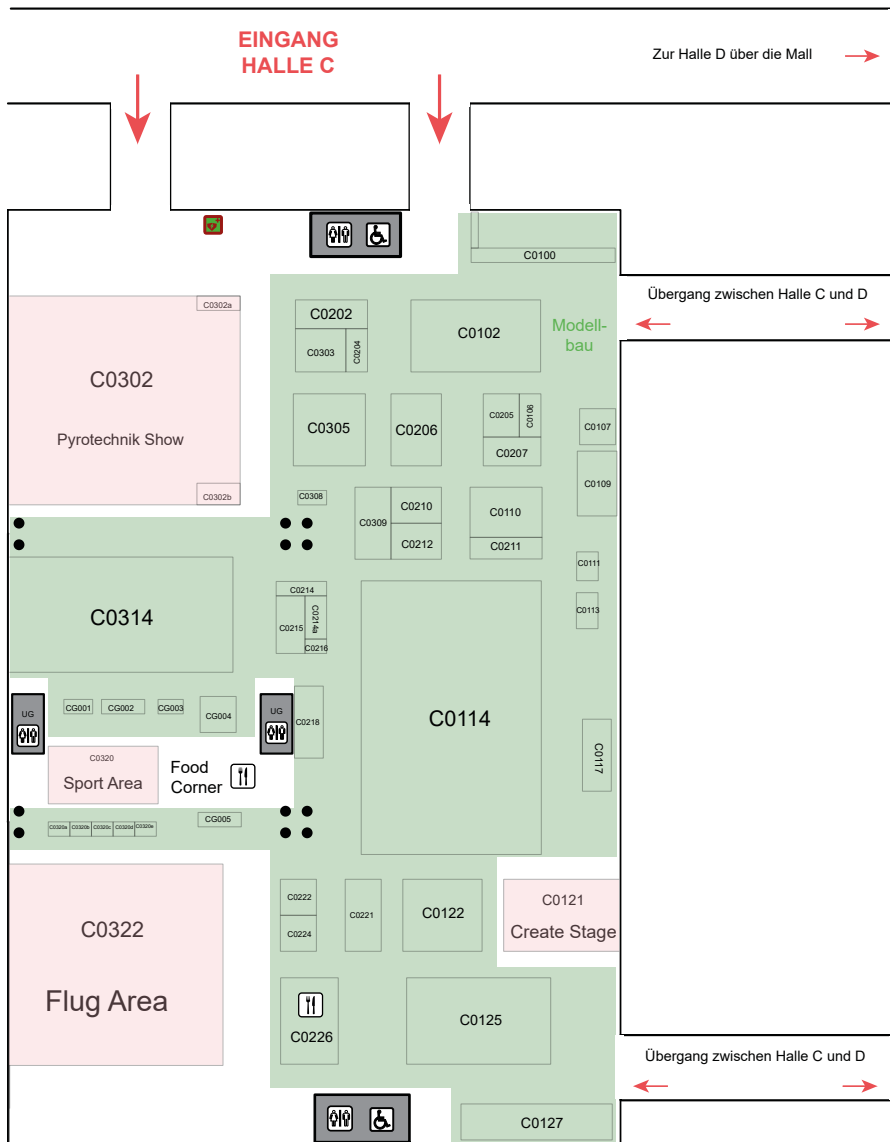 EINGANG
HALLE C
Zur Halle D über die Mall
C0100
C0302a
C0302
Pyrotechnik Show
C0302b
C0202
C0303
C0204
C0102
Modell-
bau
Übergang zwischen Halle C und D
C0305
C0206
C0205
C0106
C0207
C0107
C0109
C0308
C0309
C0210
C0212
C0110
C0211
C0111
C0113
C0314
C0214
C0215
C0214a
C0216
C0114
UG
CG001
CG002
CG003
CG004
UG
C0218
C0117
C0320
Sport Area
Food
Corner
CG005
C0320a
C0320b
C0320c
C0320d
C0320e
C0322
Flug Area
C0222
C0224
C0221
C0122
C0121
Create Stage
C0226
C0125
Übergang zwischen Halle C und D
C0127